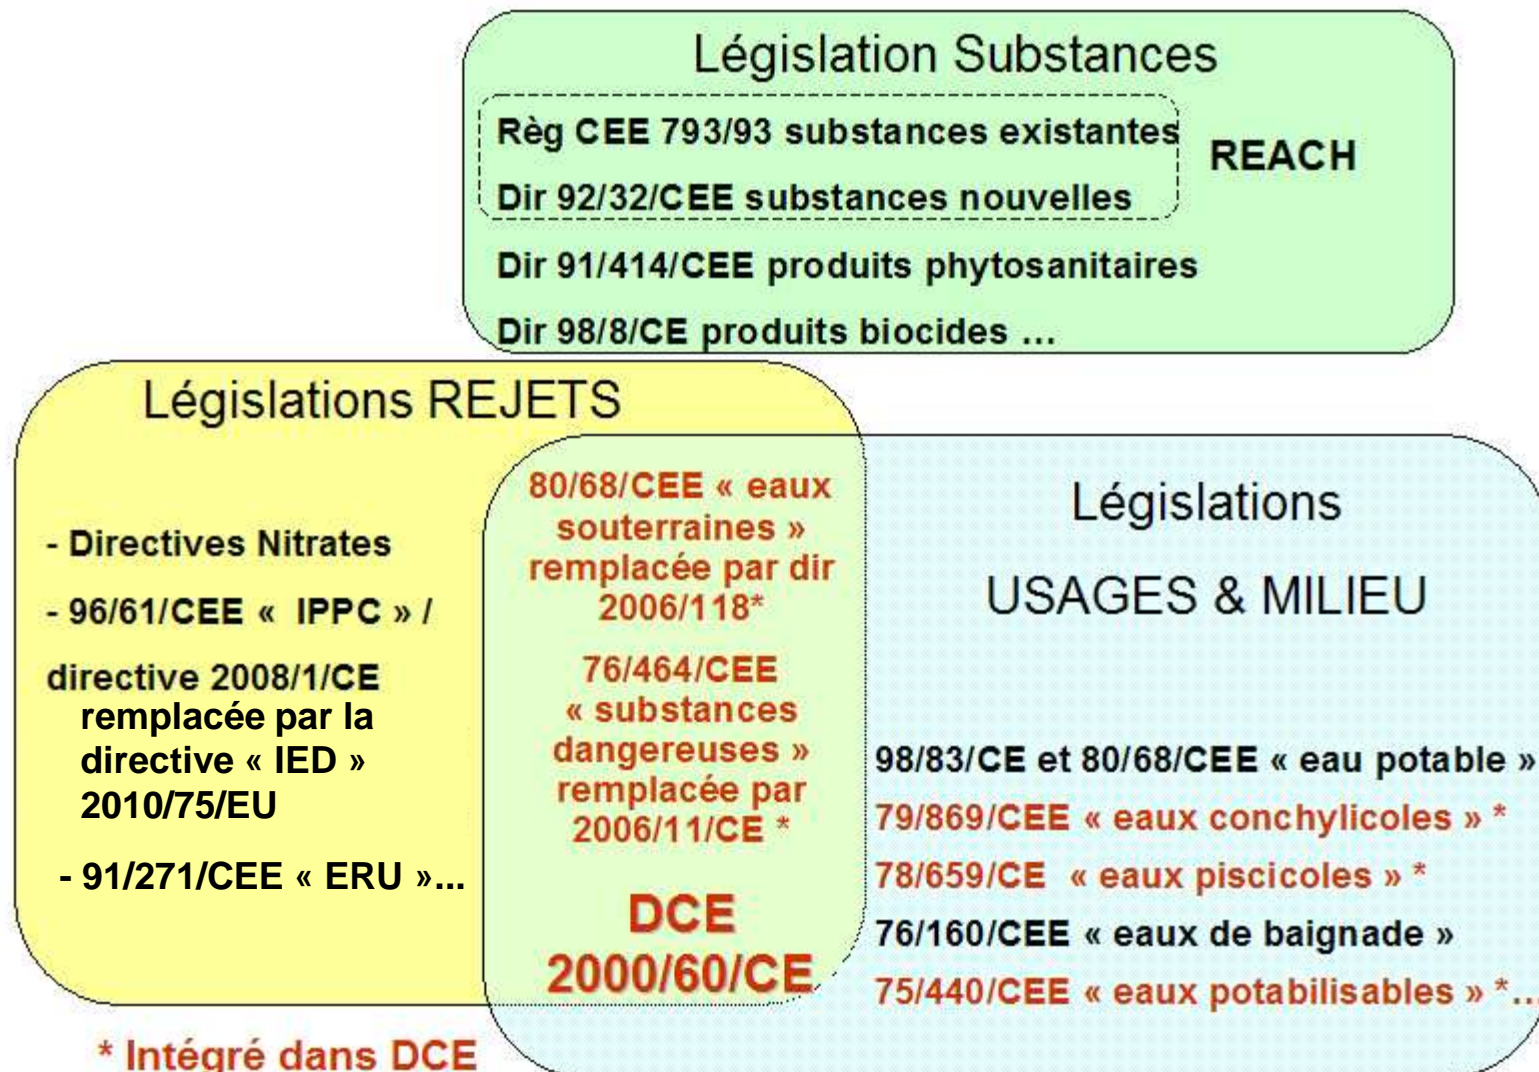 Législation Substances
Règ CEE 793/93 substances existantes
Dir 92/32/CEE substances nouvelles
REACH
Dir 91/414/CEE produits phytosanitaires
Dir 98/8/CE produits biocides ...
Législations REJETS
- Directives Nitrates
- 96/61/CEE « IPPC » /
directive 2008/1/CE
remplacée par la
directive « IED »
2010/75/EU
- 91/271/CEE « ERU »...
80/68/CEE « eaux
souterraines »
remplacée par dir
2006/118*
76/464/CEE
« substances
dangereuses »
remplacée par
2006/11/CE *
DCE
2000/60/CE
Législations
USAGES & MILIEU
98/83/CE et 80/68/CEE « eau potable »
79/869/CEE « eaux conchylicoles » *
78/659/CE « eaux piscicoles » *
76/160/CEE « eaux de baignade »
75/440/CEE « eaux potabilisables » *...
* Intégré dans DCE